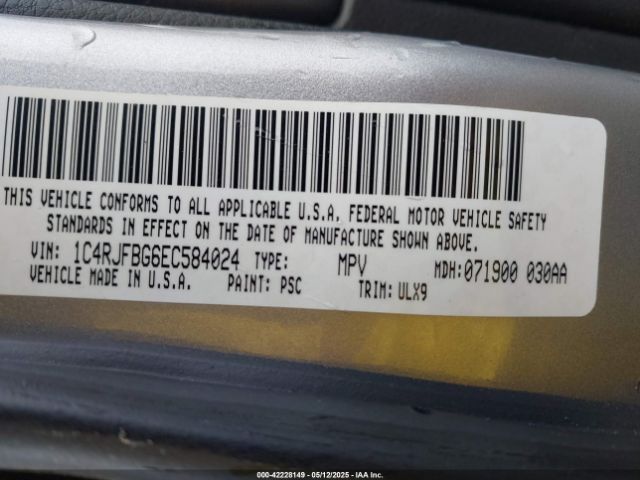 THIS VEHICLE CONFORMS TO ALL APPLICABLE U.S.A. FEDERAL MOTOR VEHICLE SAFETY
STANDARDS IN EFFECT ON THE DATE OF MANUFACTURE SHOWN ABOVE.
VIN: 1C4RJFBG6EC584024 TYPE: MPV MDH:071900 030AA
VEHICLE MADE IN U.S.A. PAINT: PSC TRIM: ULX9
000-42228149 - 05/12/2025 - IAA Inc.